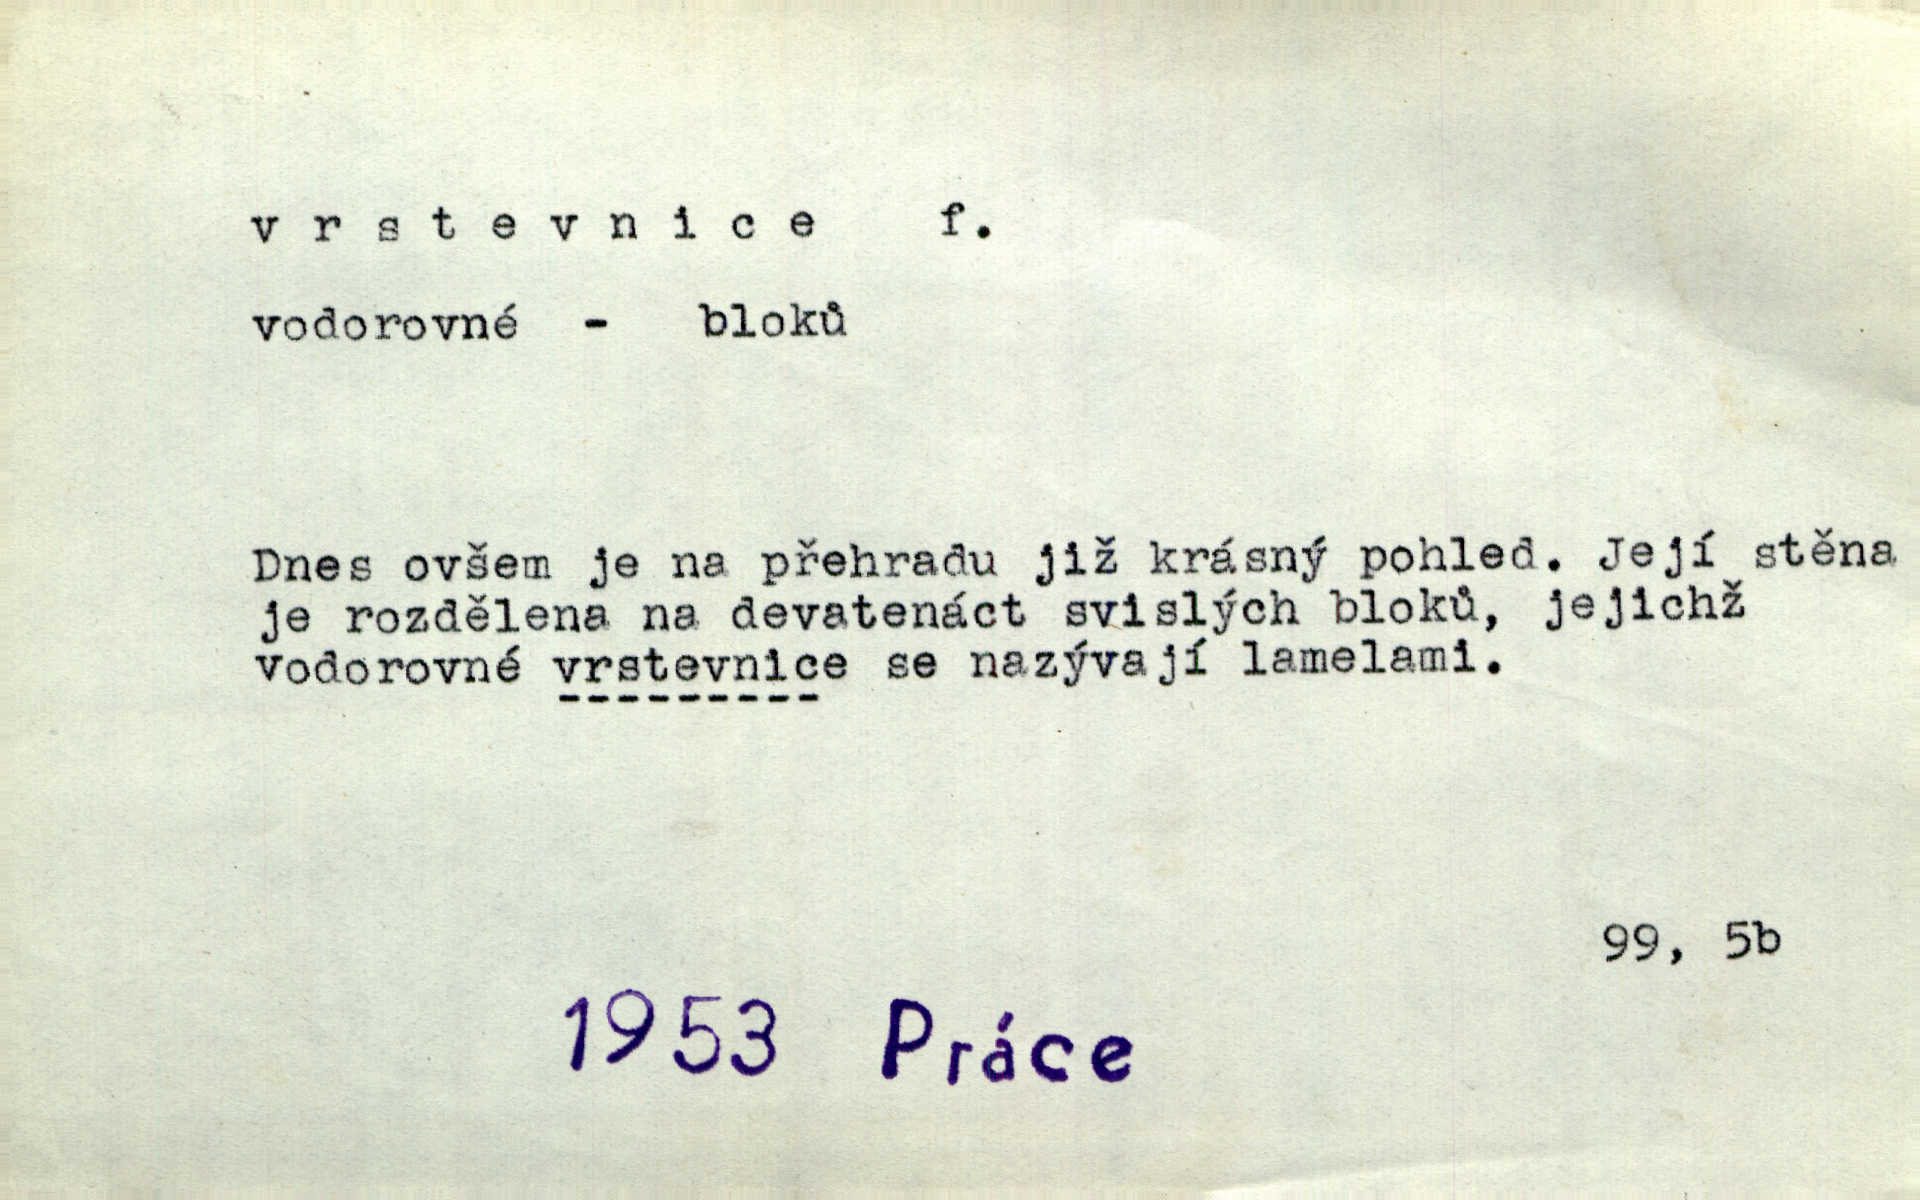 vrstevnice f.
vodorovné - bloků
Dnes ovšem je na přehradu již krásný pohled. Její stěna
je rozdělena na devatenáct svislých bloků, jejichž
vodorovné vrstevnice se nazývají lamelami.
99, 5b
1953 Práce